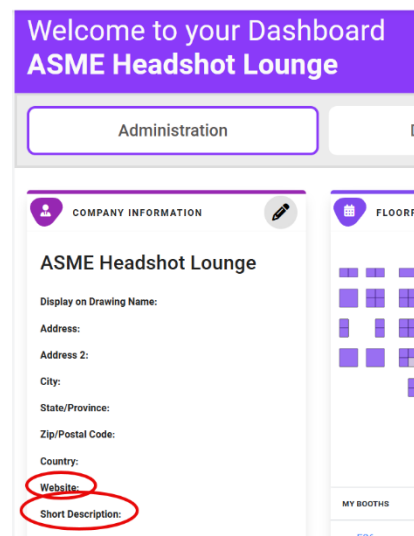 Welcome to your Dashboard
ASME Headshot Lounge
Administration
COMPANY INFORMATION
ASME Headshot Lounge
Display on Drawing Name:
Address:
Address 2:
City:
State/Province:
Zip/Postal Code:
Country:
Website:
Short Description:
MY BOOTHS